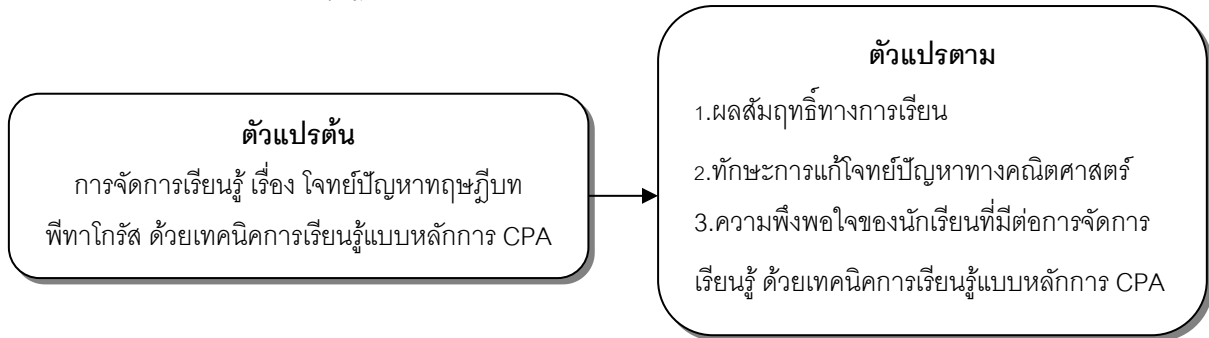 ตัวแปรต้น
การจัดการเรียนรู้ เรื่อง โจทย์ปัญหาทฤษฎีบท
พีทาโกรัส ด้วยเทคนิคการเรียนรู้แบบหลักการ CPA
ตัวแปรตาม
1.ผลสัมฤทธิ์ทางการเรียน
2.ทักษะการแก้โจทย์ปัญหาทางคณิตศาสตร์
3.ความพึงพอใจของนักเรียนที่มีต่อการจัดการ
เรียนรู้ ด้วยเทคนิคการเรียนรู้แบบหลักการ CPA